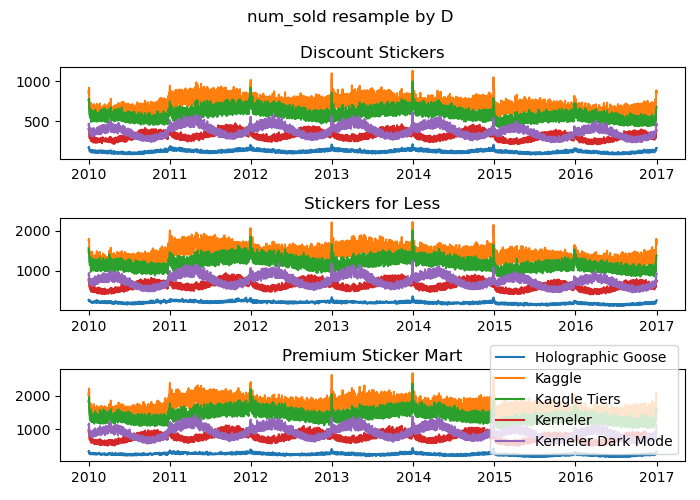 num_sold resample by D
Discount Stickers
1000
500
2010 2011 2012 2013 2014 2015 2016 2017
Stickers for Less
2000
1000
2010 2011 2012 2013 2014 2015 2016 2017
Premium Sticker Mart
2000
1000
Holographic Goose
Kaggle
Kaggle Tiers
Kerneler
Kerneler Dark Mode
2010 2011 2012 2013 2014 2015 2016 2017